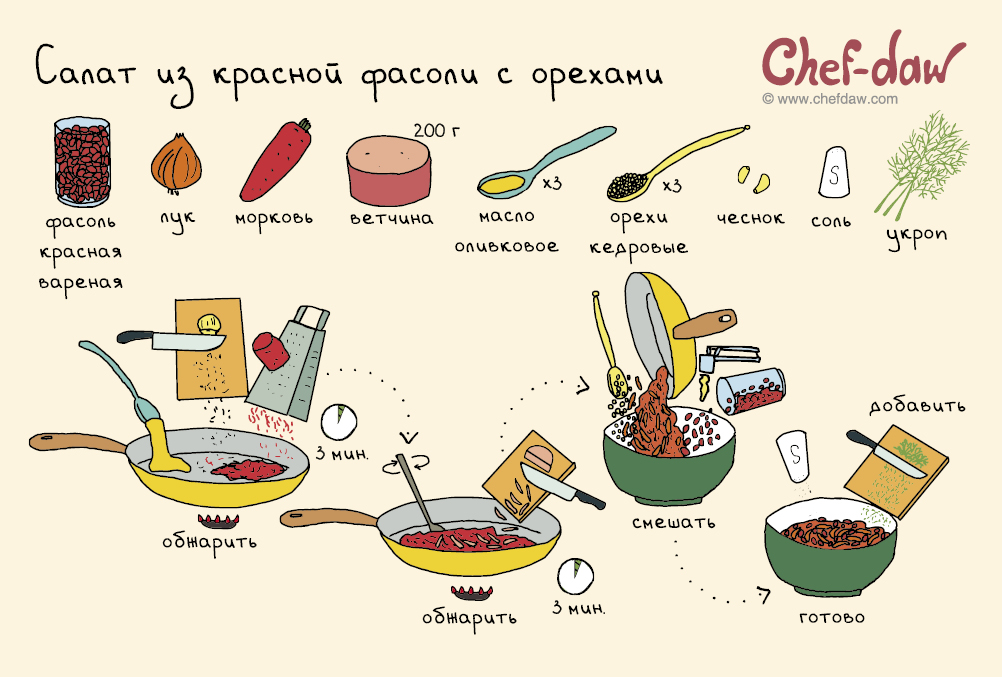 Салат из красной фасоли с орехами
Chef-daw
© www.chefdaw.com
200 г
x3
x3
S
фасоль
красная
вареная
лук
морковь
ветчина
масло
оливковое
орехи
кедровые
чеснок
соль
укроп
3 мин.
обжарить
3 мин.
обжарить
смешать
S
добавить
готово